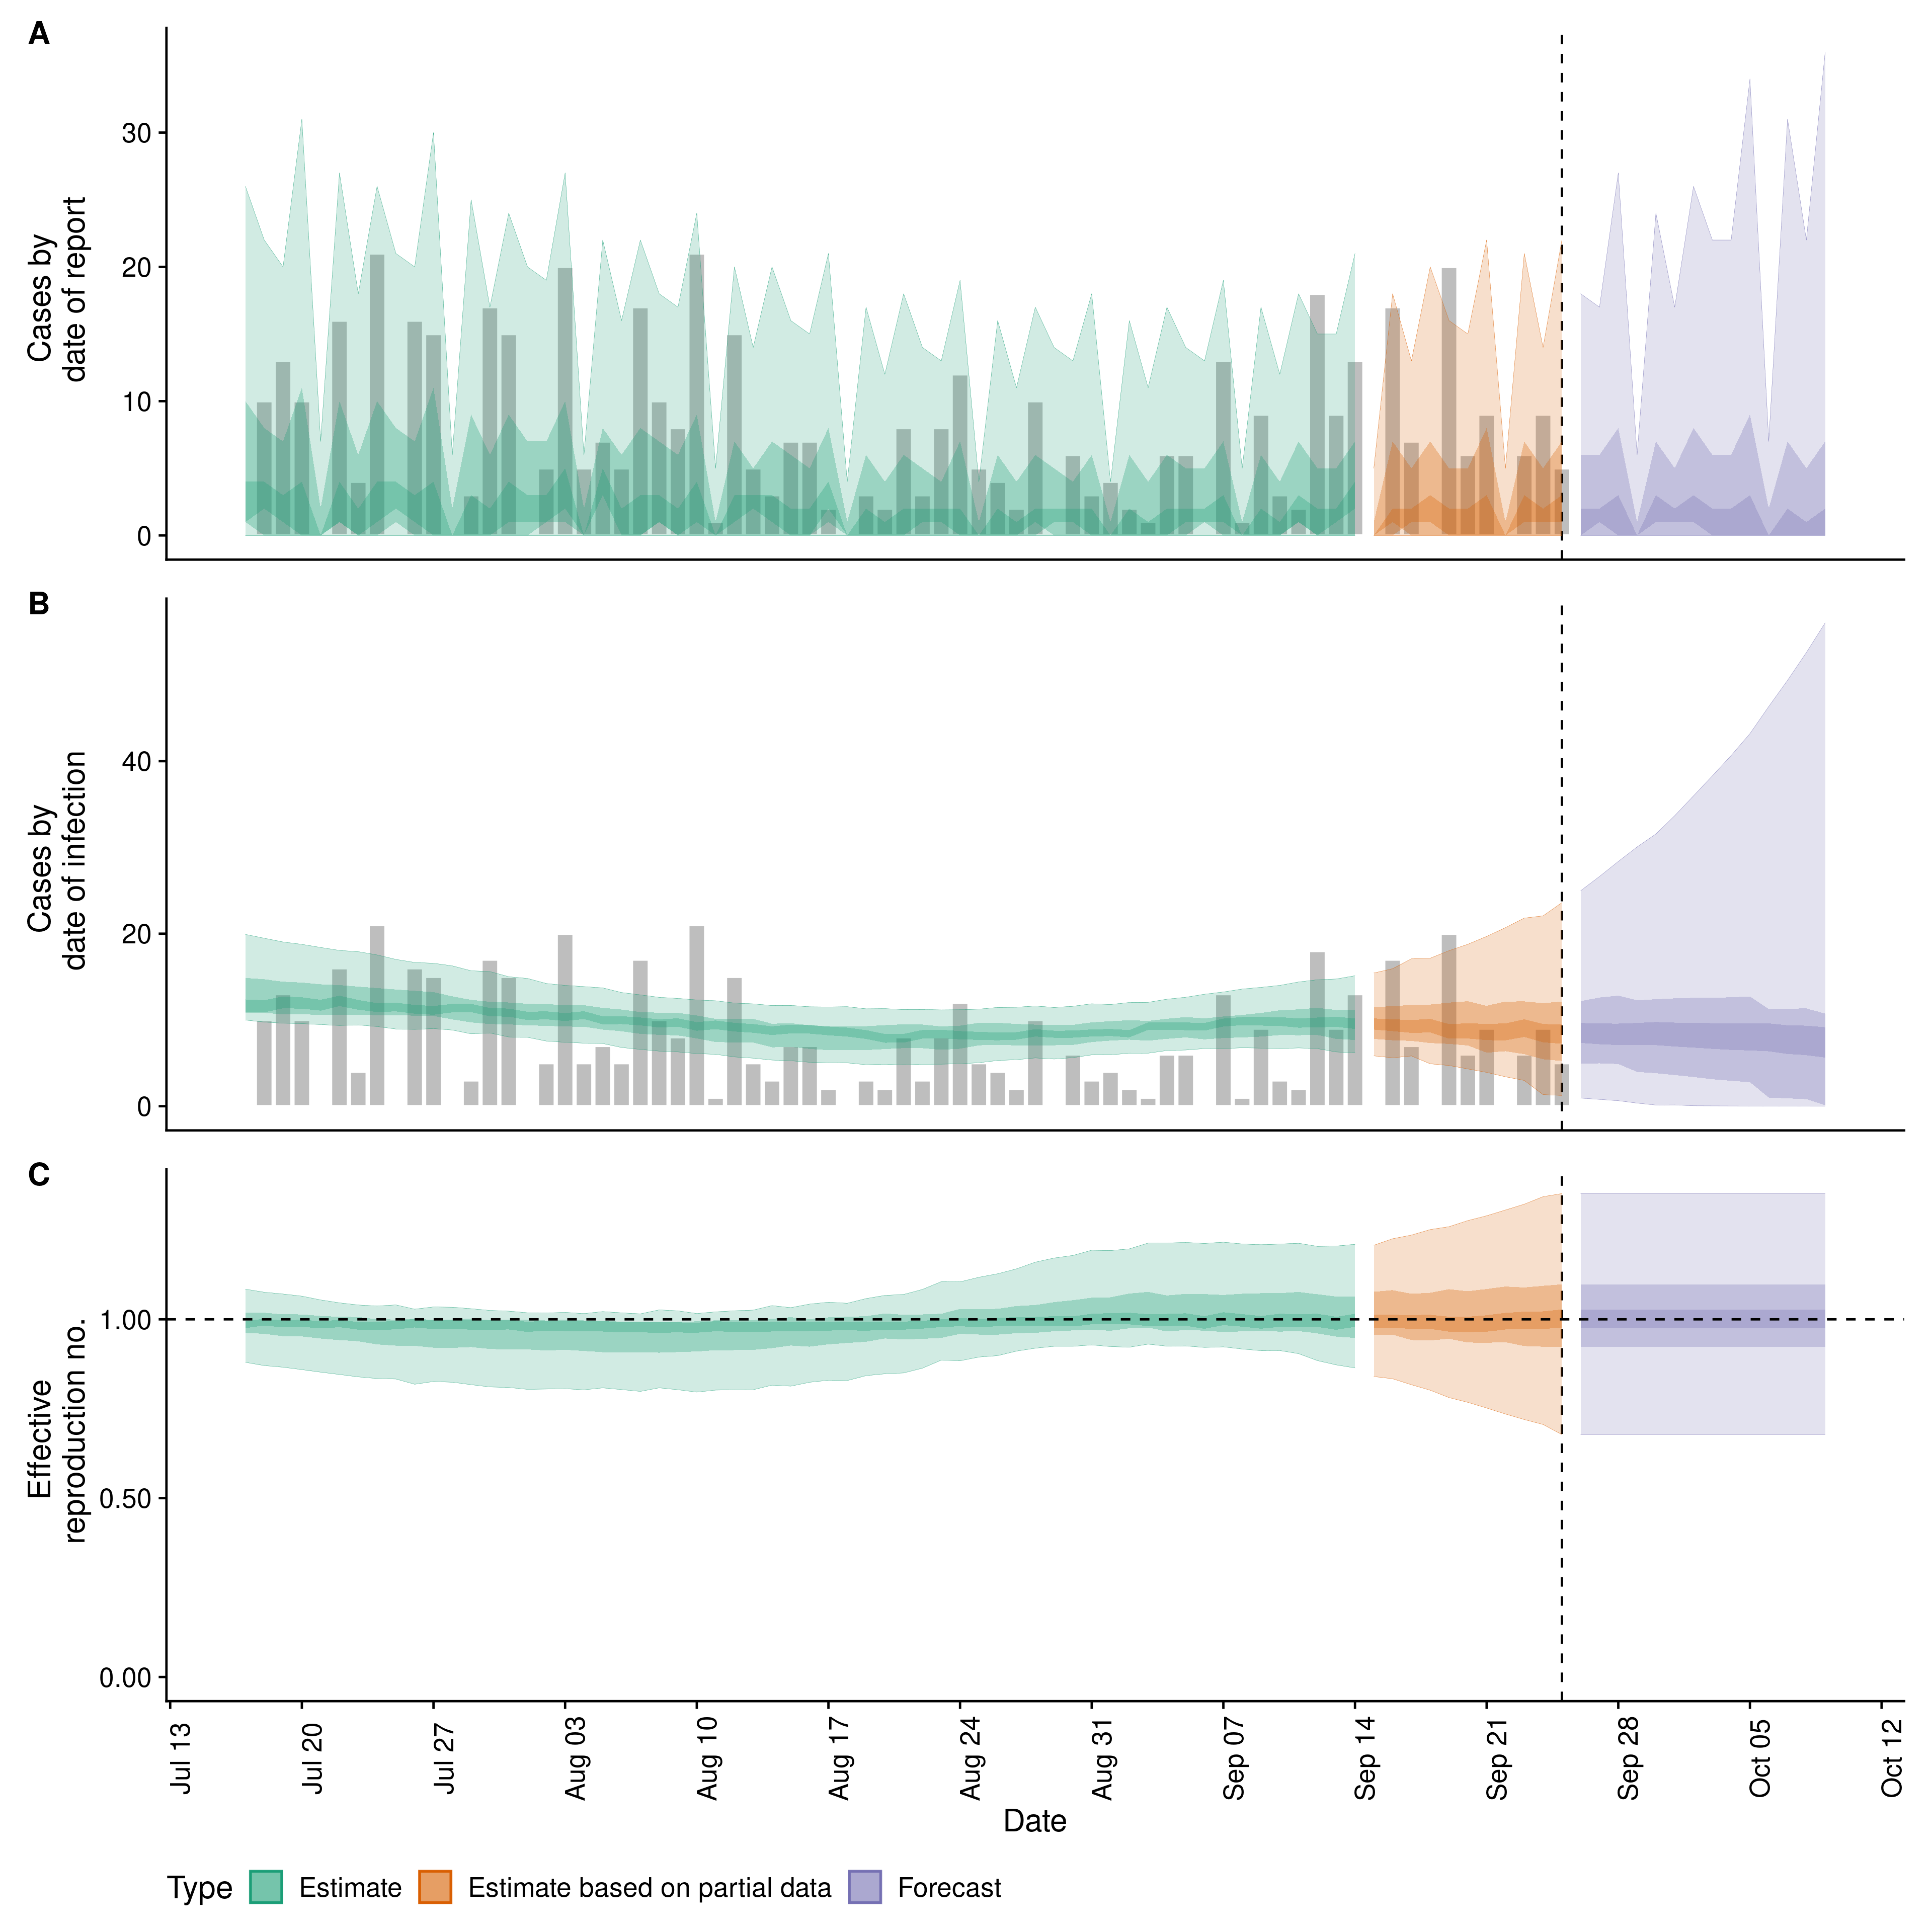 A
Cases by
date of report
30
20
10
0
B
Cases by
date of infection
40
20
0
C
Effective
reproduction no.
1.00
0.50
0.00
Jul 13
Jul 20
Jul 27
Aug 03
Aug 10
Aug 17
Aug 24
Aug 31
Sep 07
Sep 14
Sep 21
Sep 28
Oct 05
Oct 12
Date
Type
Estimate
Estimate based on partial data
Forecast